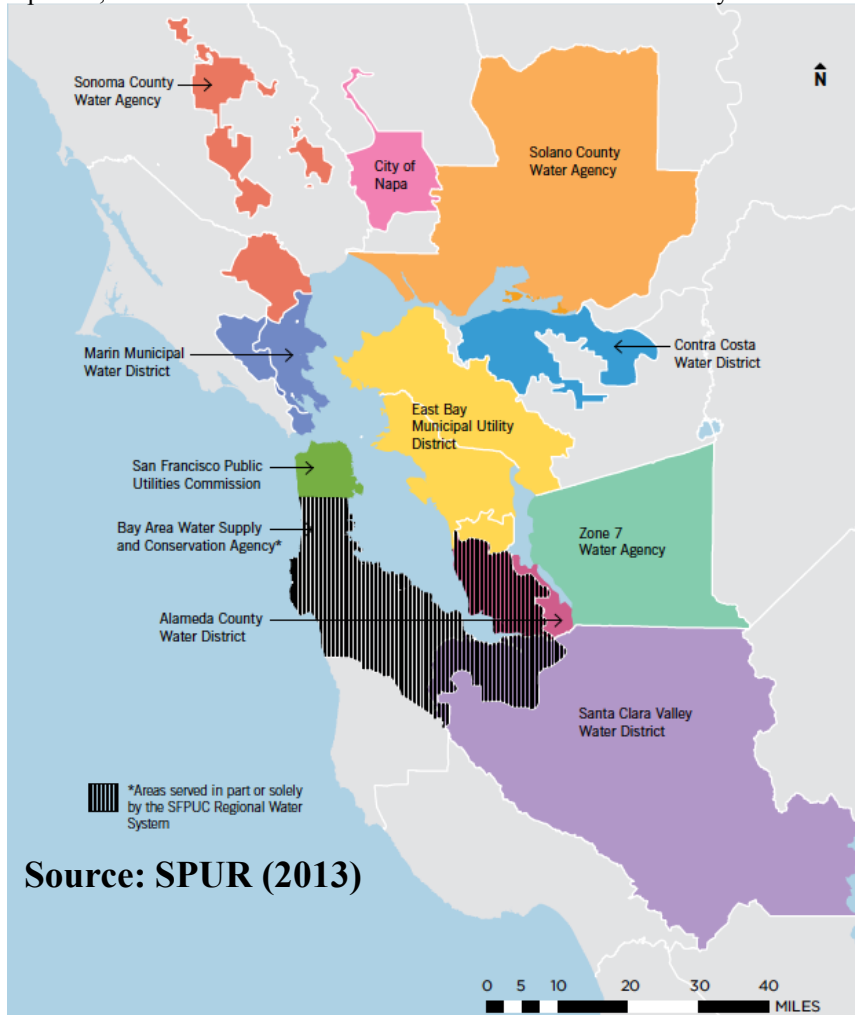 Sonoma County
Water Agency
City of
Napa
Solano County
Water Agency
N
Marin Municipal
Water District
Contra Costa
Water District
East Bay
Municipal Utility
District
San Francisco Public
Utilities Commission
Bay Area Water Supply
and Conservation Agency*
Zone 7
Water Agency
Alameda County
Water District
Santa Clara Valley
Water District
*Areas served in part or solely
by the SFPUC Regional Water
System
Source: SPUR (2013)
0 5 10 20 30 40
MILES